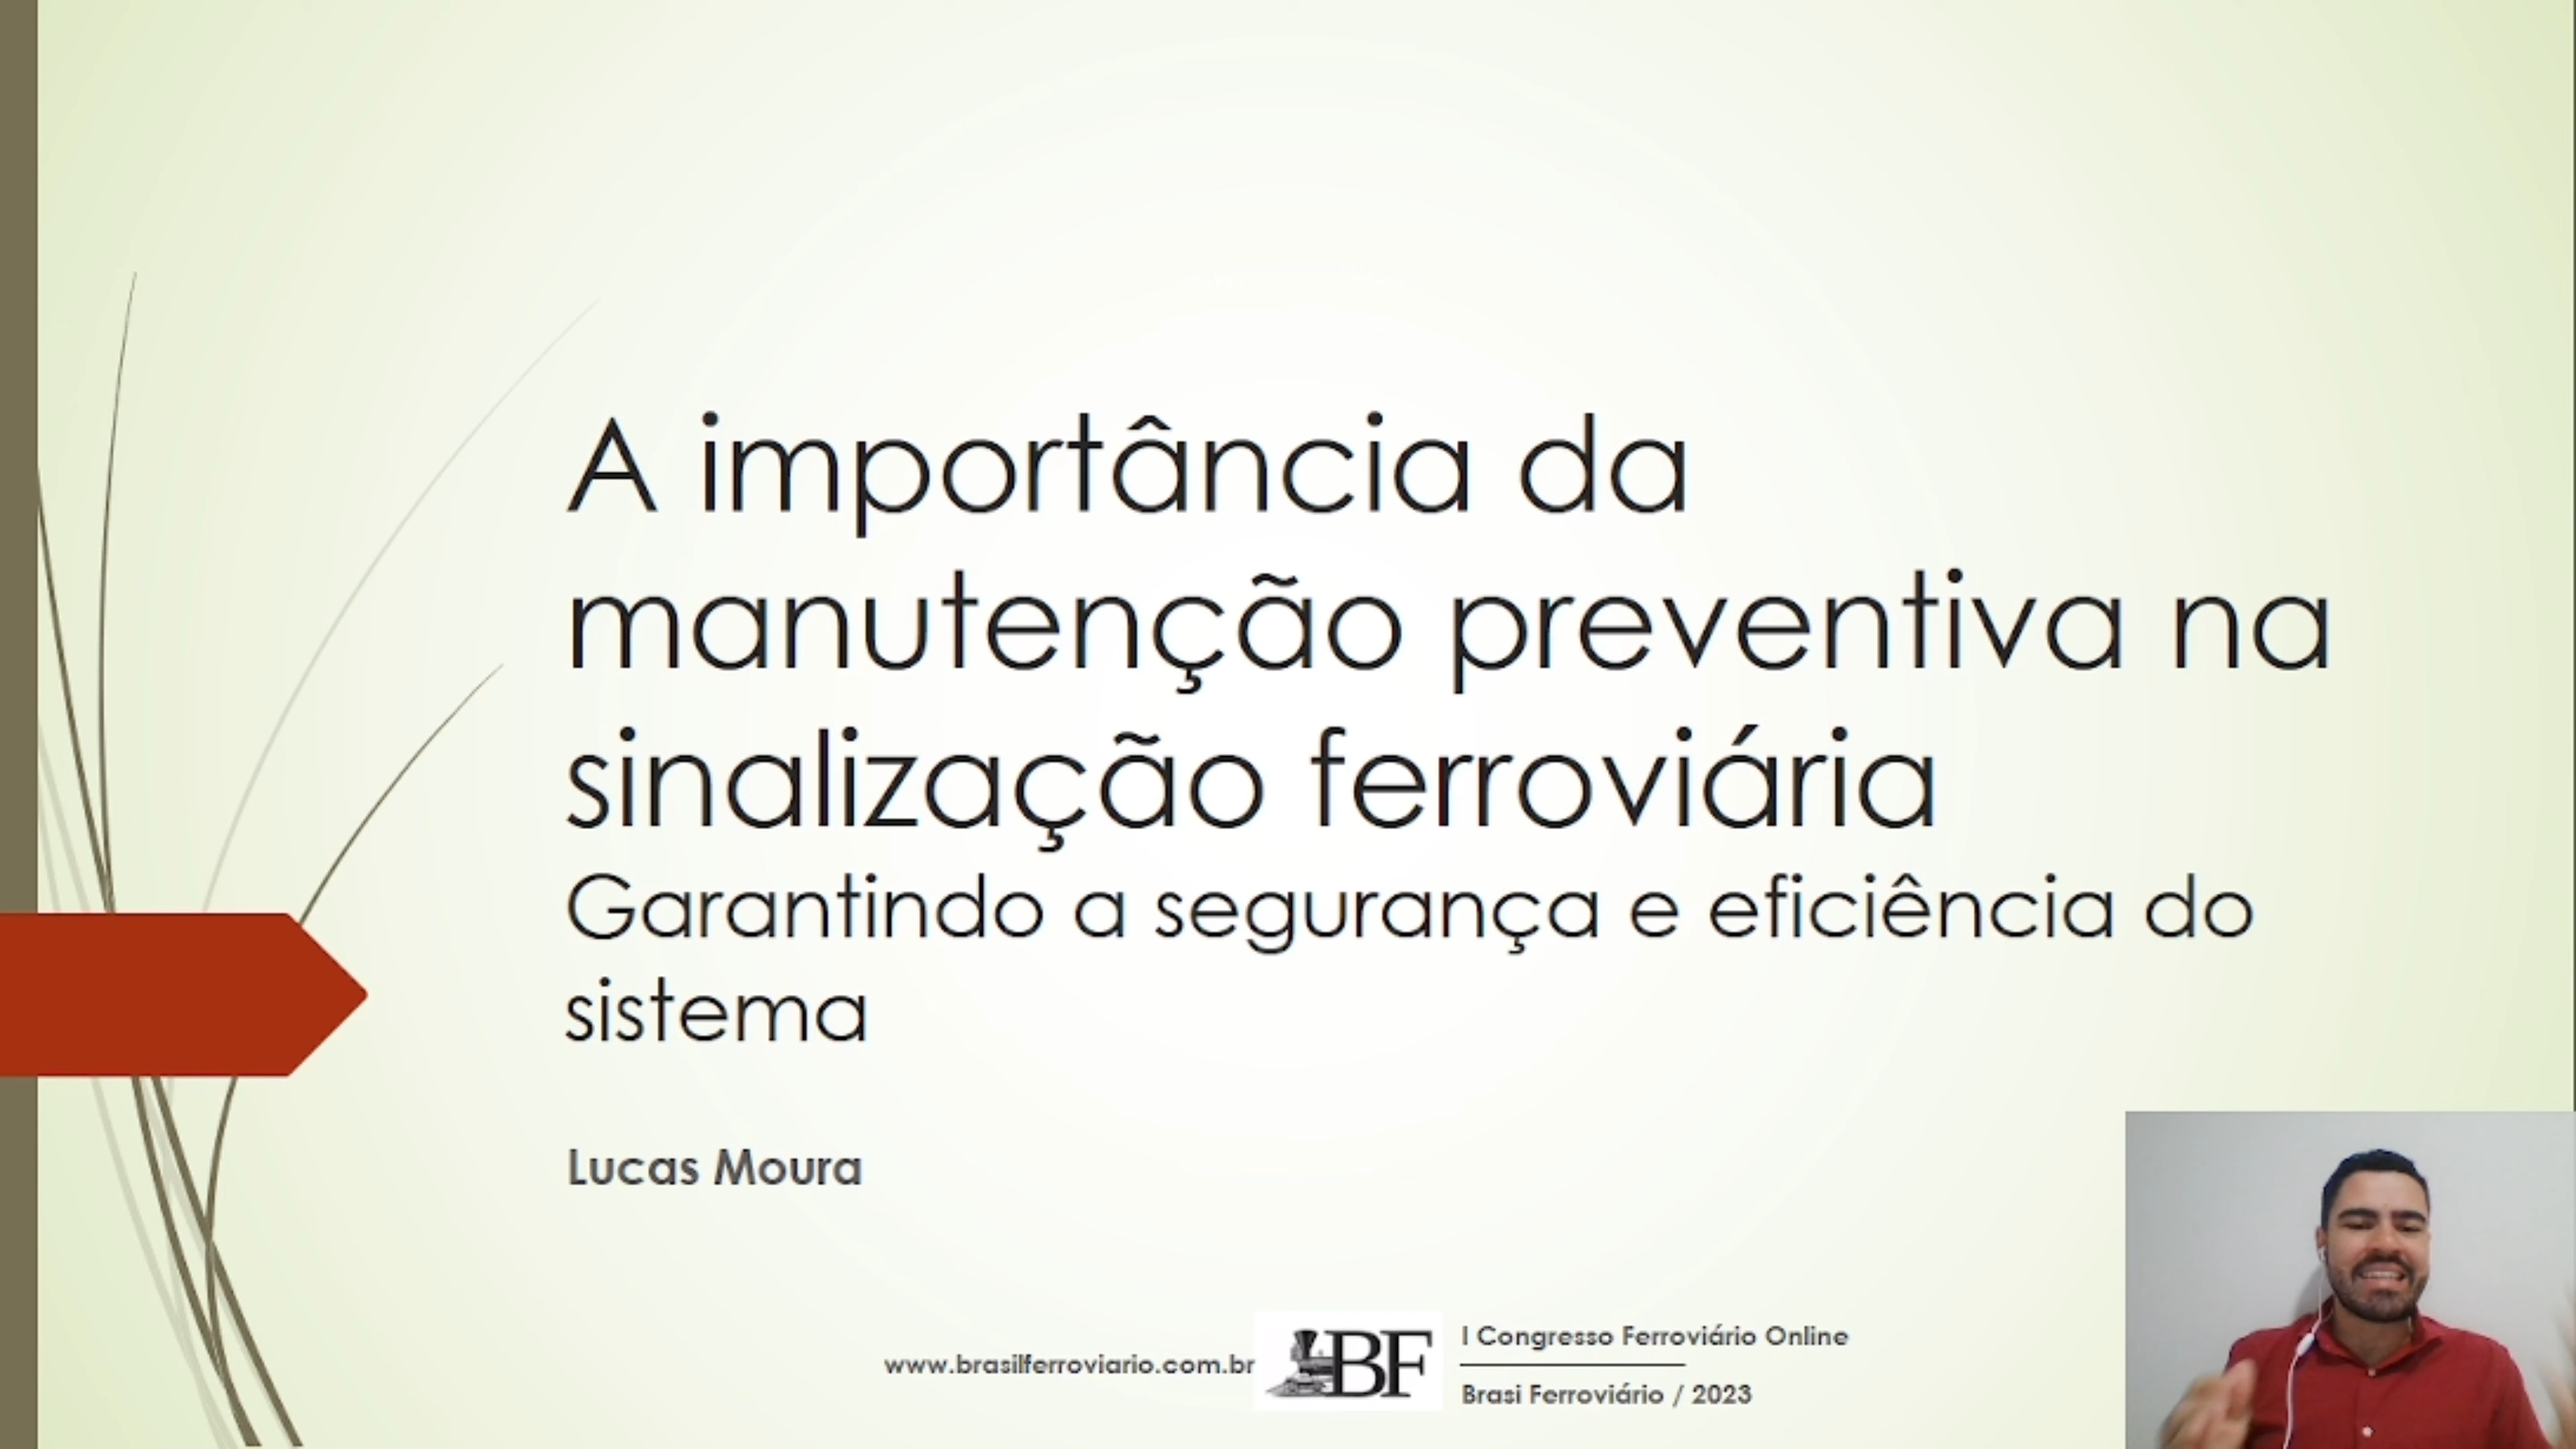 A importância da
manutenção preventiva na
sinalização ferroviária
Garantindo a segurança e eficiência do
sistema
Lucas Moura
www.brasilferroviario.com.br
BF
I Congresso Ferroviário Online
Brasi Ferroviário / 2023